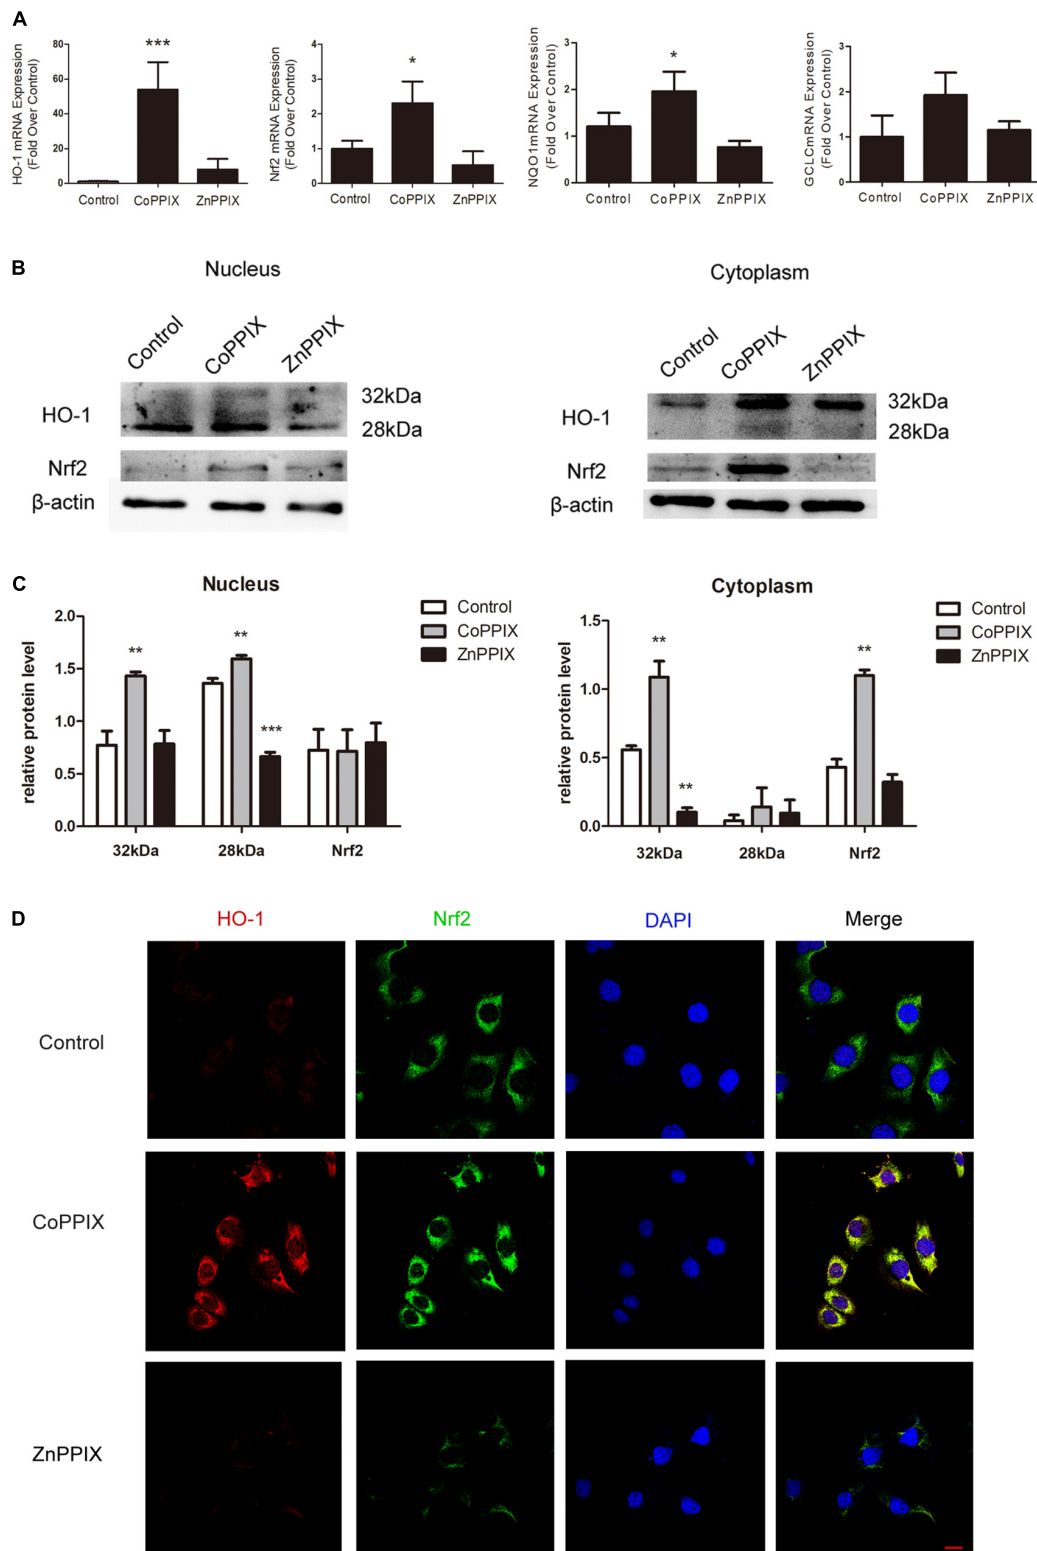 A
HO-1 mRNA Expression
(Fold Over Control)
80
60
40
20
0
***
Control CoPPIX ZnPPIX
Nrf2 mRNA Expression
(Fold Over Control)
4
3
2
1
0
*
Control CoPPIX ZnPPIX
NQO1mRNA Expression
(Fold Over Control)
3
2
1
0
*
Control CoPPIX ZnPPIX
GCLCmRNA Expression
(Fold Over Control)
3
2
1
0
Control CoPPIX ZnPPIX
B
Nucleus
Control CoPPIX ZnPPIX
HO-1
32kDa
28kDa
Nrf2
β-actin
Cytoplasm
Control CoPPIX ZnPPIX
HO-1
32kDa
28kDa
Nrf2
β-actin
C
Nucleus
relative protein level
2.0
1.5
1.0
0.5
0.0
**
**
***
32kDa 28kDa Nrf2
Control
CoPPIX
ZnPPIX
Cytoplasm
relative protein level
1.5
1.0
0.5
0.0
**
**
**
32kDa 28kDa Nrf2
Control
CoPPIX
ZnPPIX
D
HO-1 Nrf2 DAPI Merge
Control
CoPPIX
ZnPPIX